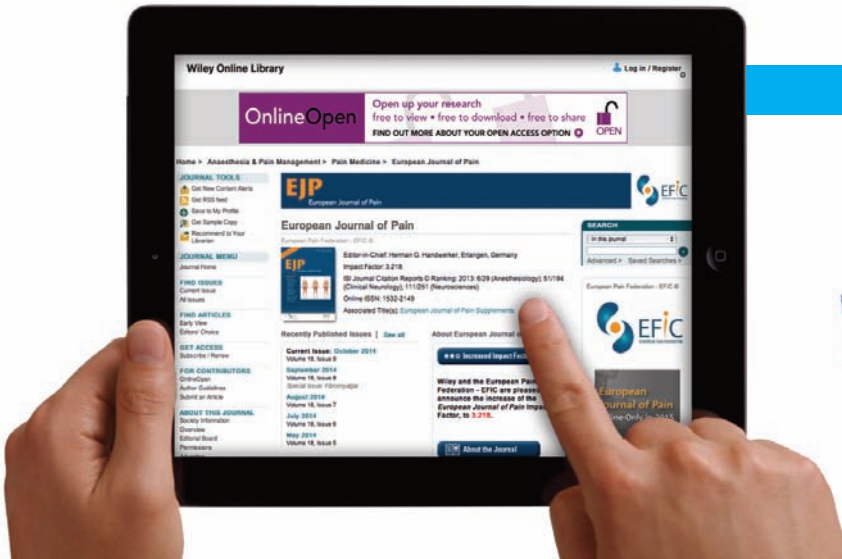 Wiley Online Library
Log in / Register
OnlineOpen
Open up your research
free to view • free to download • free to share
FIND OUT MORE ABOUT YOUR OPEN ACCESS OPTION
OPEN
Home > Anaesthesia & Pain Management > Pain Medicine > European Journal of Pain
JOURNAL TOOLS
Get New Content Alerts
Get RSS feed
Save to My Profile
Get Sample Copy
Recommend to Your
Librarian
JOURNAL MENU
Journal Home
FIND ISSUES
Current Issue
All Issues
FIND ARTICLES
Early View
Editors' Choice
GET ACCESS
Subscribe / Renew
FOR CONTRIBUTORS
OnlineOpen
Author Guidelines
Submit an Article
ABOUT THIS JOURNAL
Society Information
Overview
Editorial Board
Permissions
EJP
European Journal of Pain
EFIC
European Journal of Pain
European Pain Federation - EFIC ®
EJP
Editor-in-Chief: Herman O. Handwerker, Erlangen, Germany
Impact Factor: 3.218
ISI Journal Citation Reports © Ranking: 2013: 6/29 (Anesthesiology); 51/194
(Clinical Neurology); 111/251 (Neurosciences)
Online ISSN: 1532-2149
Associated Title(s): European Journal of Pain Supplements
Recently Published Issues | See all
Current Issue: October 2014
Volume 18, Issue 9
September 2014
Volume 18, Issue 8
Special Issue: Fibromyalgia
August 2014
Volume 18, Issue 7
July 2014
Volume 18, Issue 6
May 2014
Volume 18, Issue 5
About European Journal
Increased Impact Fact
Wiley and the European Pain
Federation - EFIC are pleased
announce the increase of the
European Journal of Pain Impact
Factor, to 3.218.
About the Journal
SEARCH
In this journal
Advanced > Saved Searches >
European Pain Federation - EFIC ®
EFIC
European
Journal of Pain
Online-Only in 2015